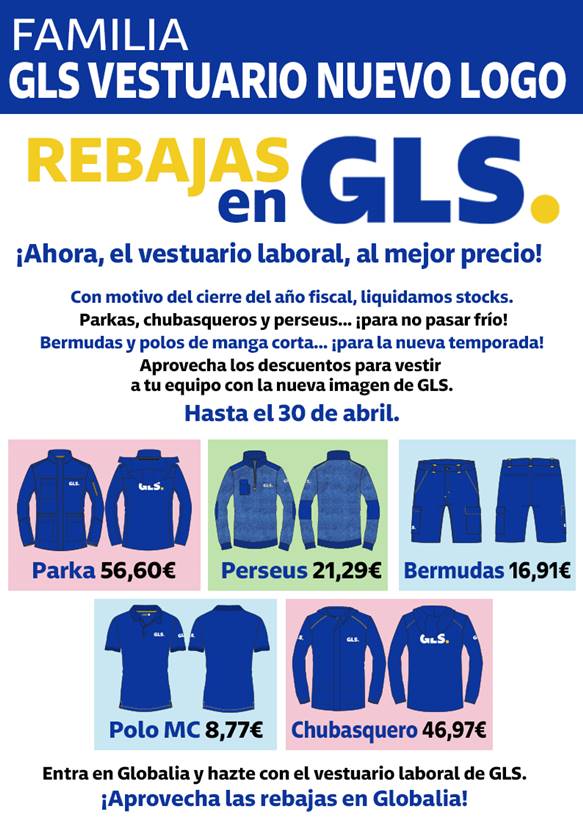 FAMILIA
GLS VESTUARIO NUEVO LOGO
REBAJAS
en GLS.
¡Ahora, el vestuario laboral, al mejor precio!
Con motivo del cierre del año fiscal, liquidamos stocks.
Parkas, chubasqueros y perseus... ¡para no pasar frío!
Bermudas y polos de manga corta... ¡para la nueva temporada!
Aprovecha los descuentos para vestir
a tu equipo con la nueva imagen de GLS.
Hasta el 30 de abril.
GLS. GLS. GLS.
Parka 56,60€ Perseus 21,29€ Bermudas 16,91€
GLS. GLS. GLS. GLS.
Polo MC 8,77€ Chubasquero 46,97€
Entra en Globalia y hazte con el vestuario laboral de GLS.
¡Aprovecha las rebajas en Globalia!